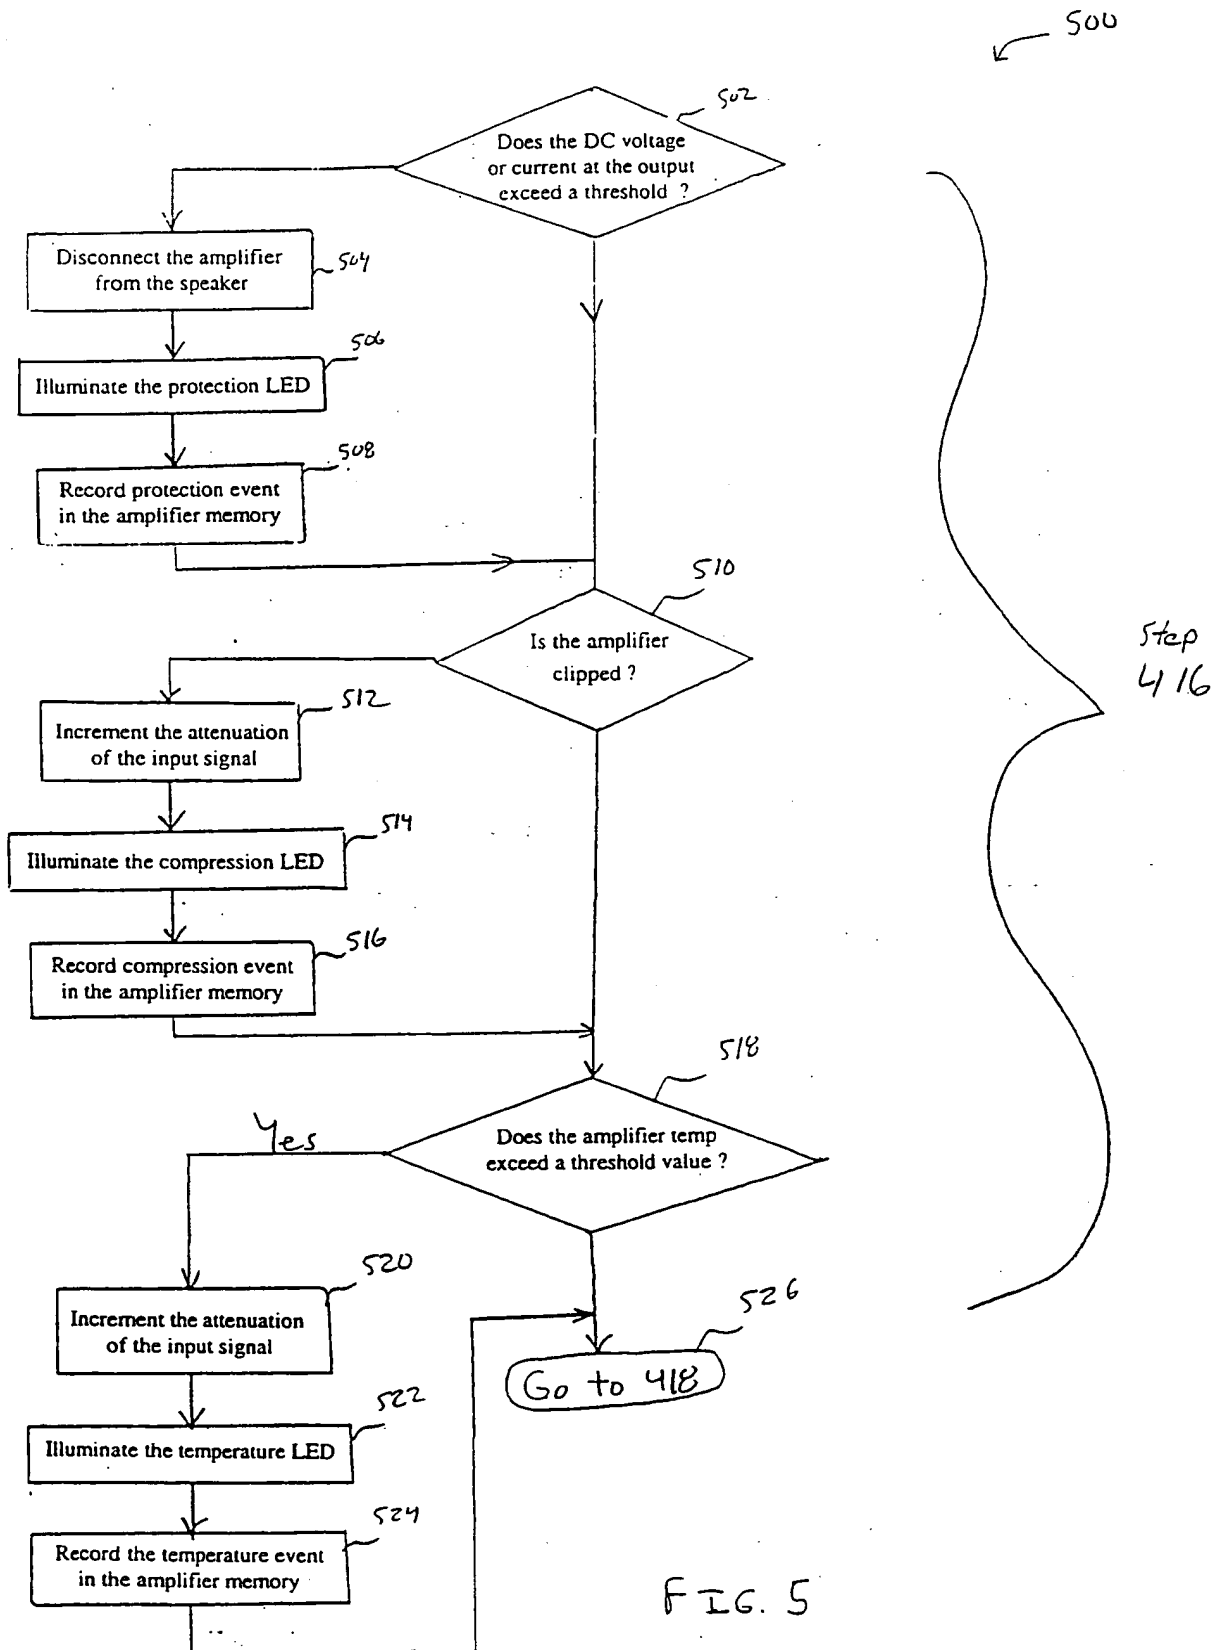 500
502
Does the DC voltage
or current at the output
exceed a threshold ?
Disconnect the amplifier
from the speaker
504
506
Illuminate the protection LED
508
Record protection event
in the amplifier memory
510
Is the amplifier
clipped ?
Step
416
512
Increment the attenuation
of the input signal
514
Illuminate the compression LED
516
Record compression event
in the amplifier memory
518
Yes
Does the amplifier temp
exceed a threshold value ?
520
Increment the attenuation
of the input signal
526
Go to 418
522
Illuminate the temperature LED
524
Record the temperature event
in the amplifier memory
FIG. 5